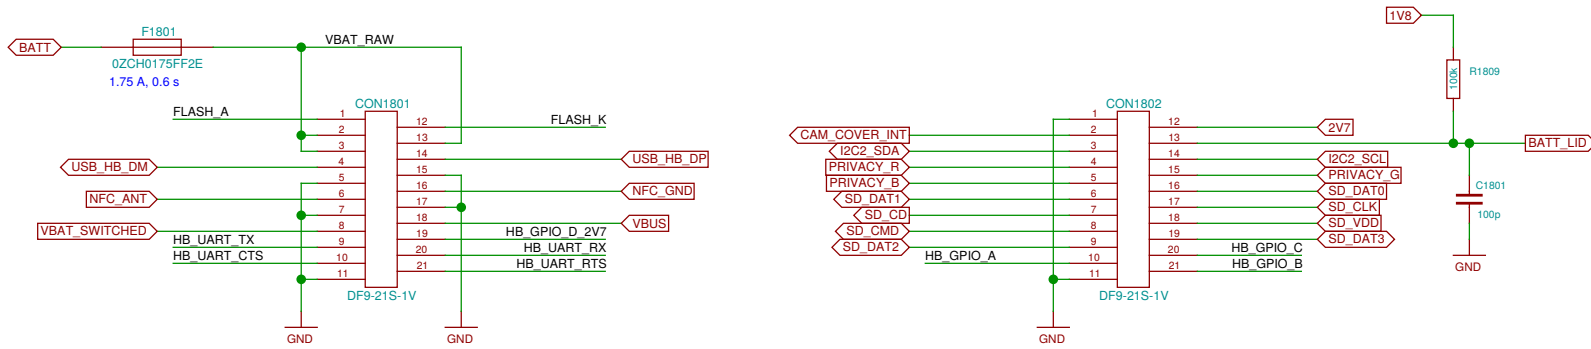 BATT
F1801
0ZCH0175FF2E
1.75 A, 0.6 s
VBAT_RAW
CON1801
FLASH_A 1 12 FLASH_K
2 13
3 14 USB_HB_DP
USB_HB_DM 4 15
5 16 NFC_GND
NFC_ANT 6 17
7 18 VBUS
VBAT_SWITCHED 8 19 HB_GPIO_D_2V7
HB_UART_TX 9 20 HB_UART_RX
HB_UART_CTS 10 21 HB_UART_RTS
11
DF9-21S-1V
GND
GND
1V8
100k
R1809
CON1802
1 12 2V7
CAM_COVER_INT 2 13 BATT_LID
I2C2_SDA 3 14 I2C2_SCL
PRIVACY_R 4 15 PRIVACY_G
PRIVACY_B 5 16 SD_DAT0
SD_DAT1 6 17 SD_CLK
SD_CD 7 18 SD_VDD
SD_CMD 8 19 SD_DAT3
SD_DAT2 9 20 HB_GPIO_C
HB_GPIO_A 10 21 HB_GPIO_B
11
DF9-21S-1V
GND
C1801
100p
GND